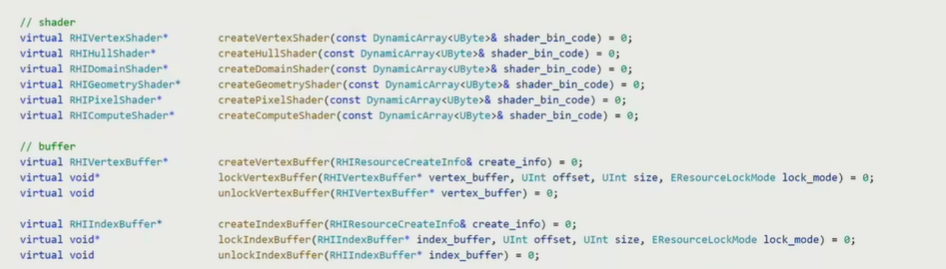 // shader
virtual RHIVertexShader* createVertexShader(const DynamicArray<UByte>& shader_bin_code) = 0;
virtual RHIHullShader* createHullShader(const DynamicArray<UByte>& shader_bin_code) = 0;
virtual RHIDomainShader* createDomainShader(const DynamicArray<UByte>& shader_bin_code) = 0;
virtual RHIGeometryShader* createGeometryShader(const DynamicArray<UByte>& shader_bin_code) = 0;
virtual RHIPixelShader* createPixelShader(const DynamicArray<UByte>& shader_bin_code) = 0;
virtual RHIComputeShader* createComputeShader(const DynamicArray<UByte>& shader_bin_code) = 0;
// buffer
virtual RHIVertexBuffer* createVertexBuffer(RHIResourceCreateInfo& create_info) = 0;
virtual void* lockVertexBuffer(RHIVertexBuffer* vertex_buffer, UInt offset, UInt size, EResourceLockMode lock_mode) = 0;
virtual void unlockVertexBuffer(RHIVertexBuffer* vertex_buffer) = 0;
virtual RHIIndexBuffer* createIndexBuffer(RHIResourceCreateInfo& create_info) = 0;
virtual void* lockIndexBuffer(RHIIndexBuffer* index_buffer, UInt offset, UInt size, EResourceLockMode lock_mode) = 0;
virtual void unlockIndexBuffer(RHIIndexBuffer* index_buffer) = 0;